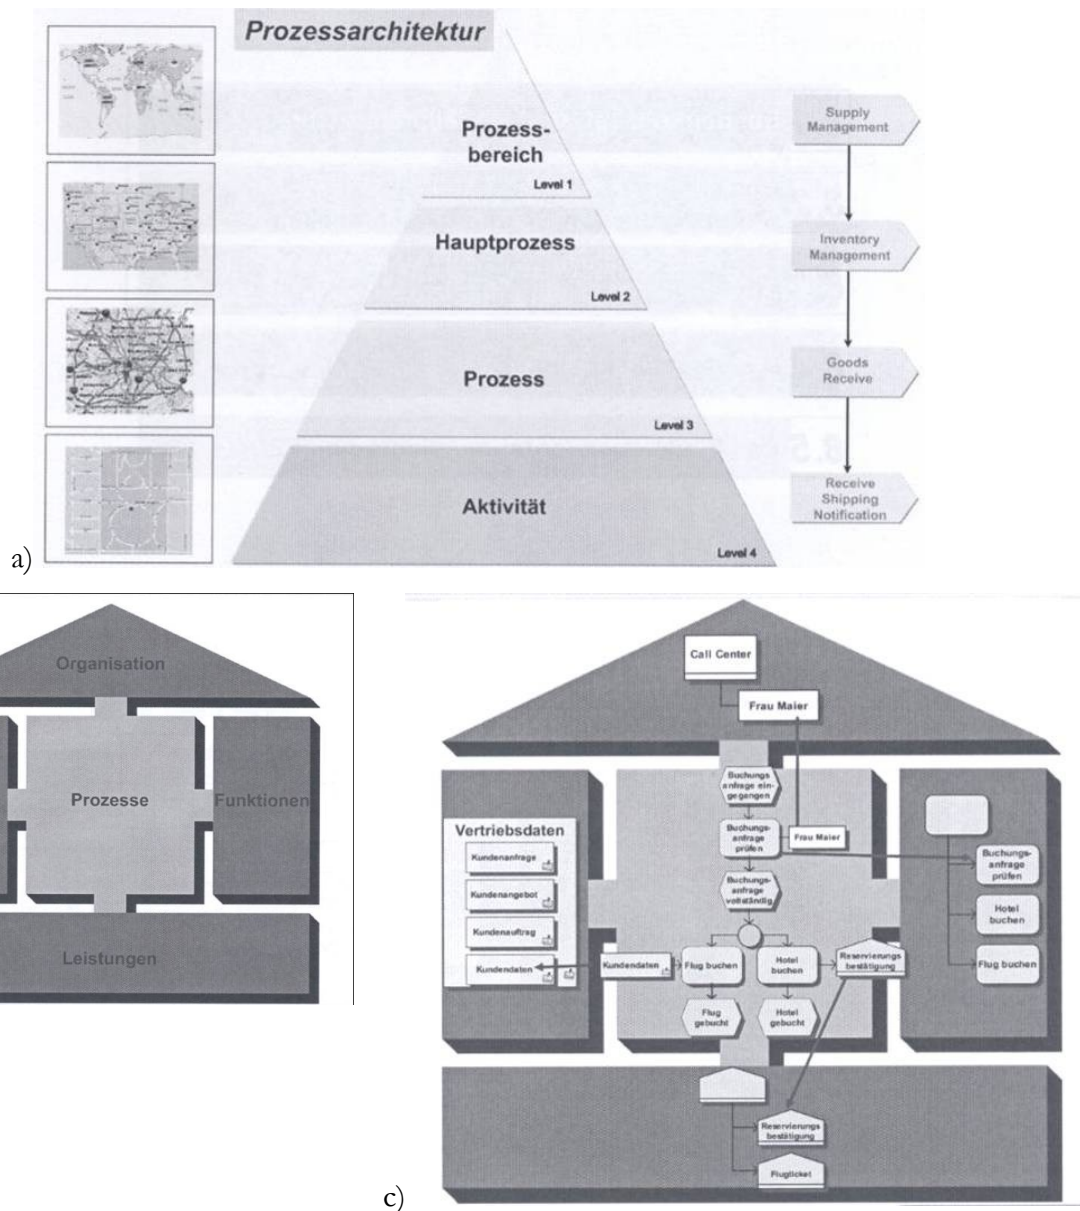 Prozessarchitektur
Prozess-
bereich
Level 1
Hauptprozess
Level 2
Prozess
Level 3
Aktivität
Level 4
Supply
Management
Inventory
Management
Goods
Receive
Receive
Shipping
Notification
a)
Organisation
Prozesse
Funktionen
Leistungen
Call Center
Frau Maier
Buchungs
anfrage ein-
gegangen
Buchungs-
anfrage
prüfen
Frau Maier
Buchungs-
anfrage
vollständig
Vertriebsdaten
Kundenanfrage
Kundenangebot
Kundenauftrag
Kundendaten
Kundendaten
Flug buchen
Hotel
buchen
Reservierungs
bestätigung
Flug
gebucht
Hotel
gebucht
Buchungs-
anfrage
prüfen
Hotel
buchen
Flug buchen
Reservierungs
bestätigung
Flugticket
c)